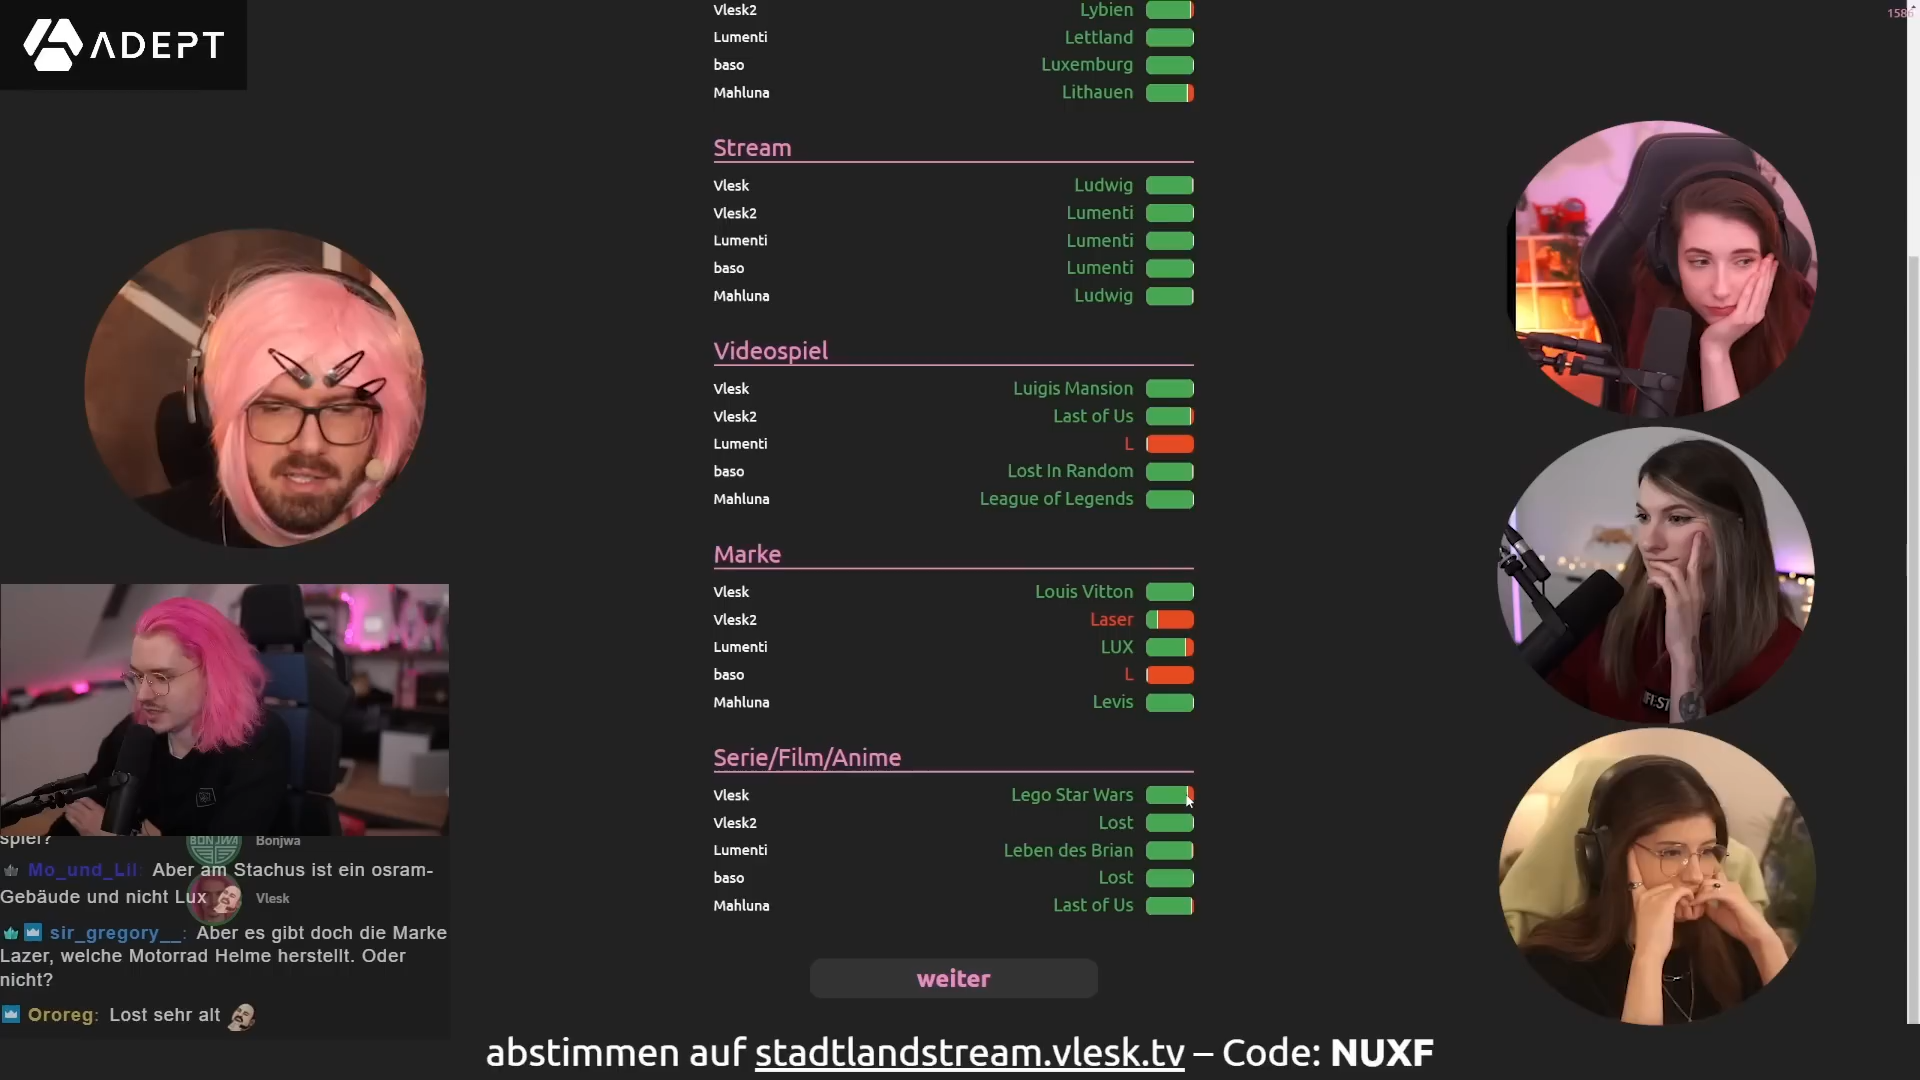 ADEPT
Vlesk2 Lybien
Lumenti Lettland
baso Luxemburg
Mahluna Lithauen
Stream
Vlesk Ludwig
Vlesk2 Lumenti
Lumenti Lumenti
baso Lumenti
Mahluna Ludwig
Videospiel
Vlesk Luigis Mansion
Vlesk2 Last of Us
Lumenti L
baso Lost In Random
Mahluna League of Legends
Marke
Vlesk Louis Vitton
Vlesk2 Laser
Lumenti LUX
baso L
Mahluna Levis
Serie/Film/Anime
Vlesk Lego Star Wars
Vlesk2 Lost
Lumenti Leben des Brian
baso Lost
Mahluna Last of Us
weiter
abstimmen auf stadtlandstream.vlesk.tv – Code: NUXF
spiel?
BONJWA Bonjwa
Mo_und_Lil: Aber am Stachus ist ein osram-
Gebäude und nicht Lux
Vlesk
sir_gregory__: Aber es gibt doch die Marke
Lazer, welche Motorrad Helme herstellt. Oder
nicht?
Ororeg: Lost sehr alt